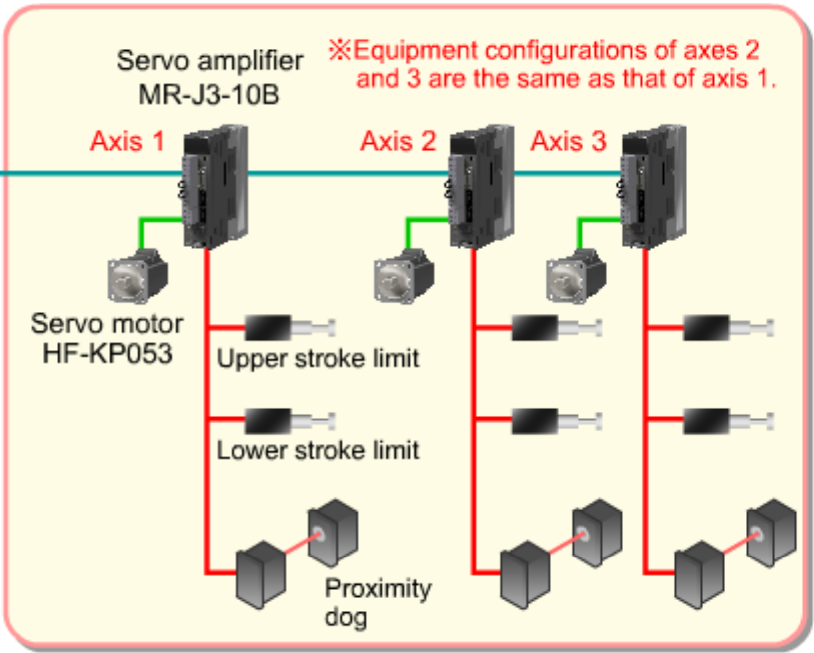 Servo amplifier
MR-J3-10B
※Equipment configurations of axes 2
and 3 are the same as that of axis 1.
Axis 1
Axis 2
Axis 3
Servo motor
HF-KP053
Upper stroke limit
Lower stroke limit
Proximity
dog